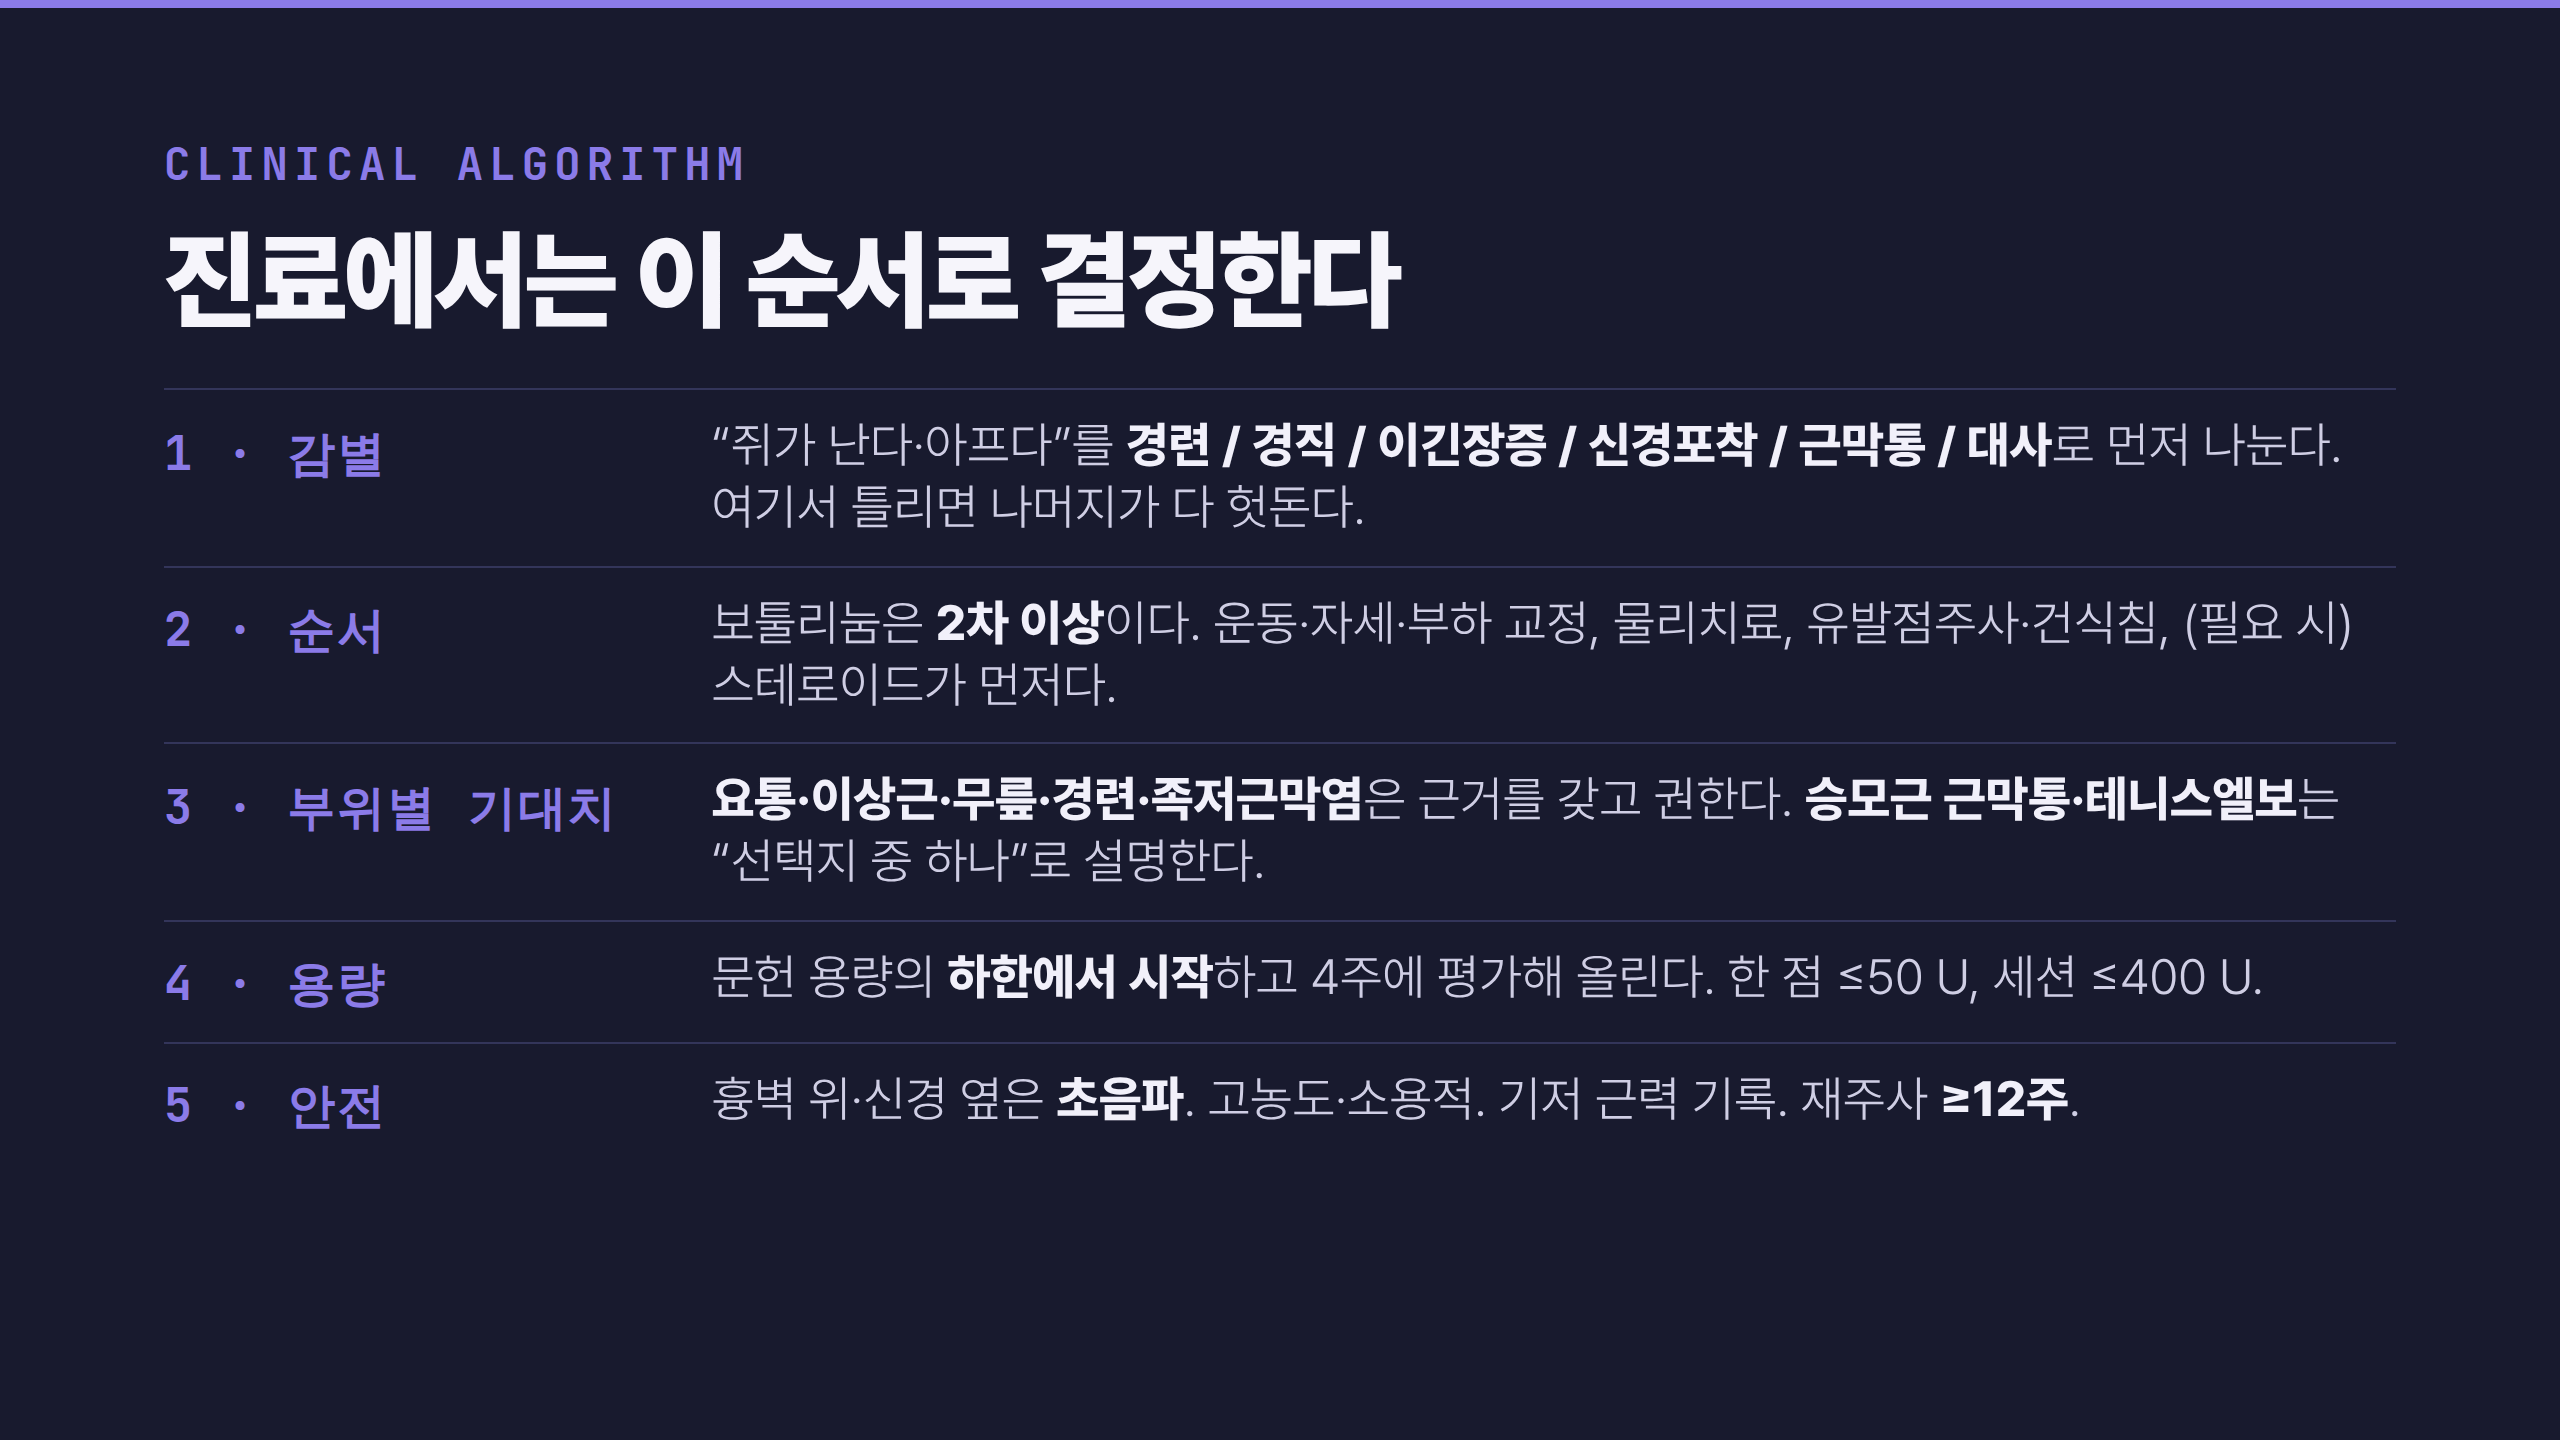 CLINICAL ALGORITHM
진료에서는 이 순서로 결정한다
1 · 감별
“쥐가 난다·아프다”를 경련 / 경직 / 이긴장증 / 신경포착 / 근막통 / 대사로 먼저 나눈다.
여기서 틀리면 나머지가 다 헛돈다.
2 · 순서
보툴리눔은 2차 이상이다. 운동·자세·부하 교정, 물리치료, 유발점주사·건식침, (필요 시)
스테로이드가 먼저다.
3 · 부위별 기대치
요통·이상근·무릎·경련·족저근막염은 근거를 갖고 권한다. 승모근 근막통·테니스엘보는
“선택지 중 하나”로 설명한다.
4 · 용량
문헌 용량의 하한에서 시작하고 4주에 평가해 올린다. 한 점 ≤50 U, 세션 ≤400 U.
5 · 안전
흉벽 위·신경 옆은 초음파. 고농도·소용적. 기저 근력 기록. 재주사 ≥12주.